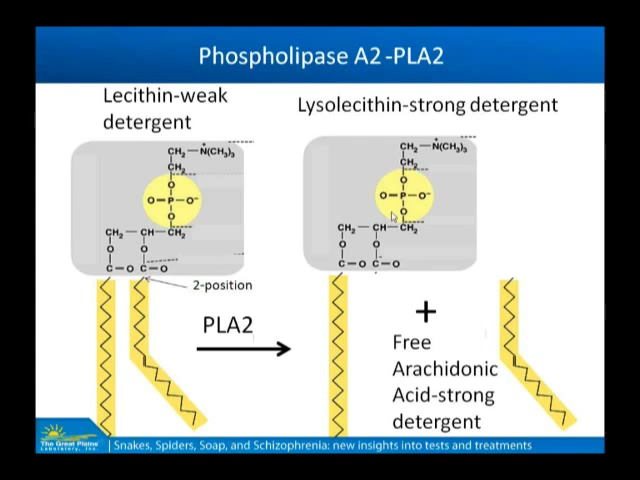 Phospholipase A2 -PLA2
Lecithin-weak
detergent
Lysolecithin-strong detergent
CH₂ — N⁺(CH₃)₃
CH₂
O
O — P — O⁻
O
CH₂ — CH — CH₂
O O
C — O C — O
CH₂ — N⁺(CH₃)₃
CH₂
O
O — P — O⁻
O
CH₂ — CH — CH₂
O O
C — O C — O
2-position
PLA2
+
Free
Arachidonic
Acid-strong
detergent
The Great Plains
Laboratory, Inc.
Snakes, Spiders, Soap, and Schizophrenia: new insights into tests and treatments